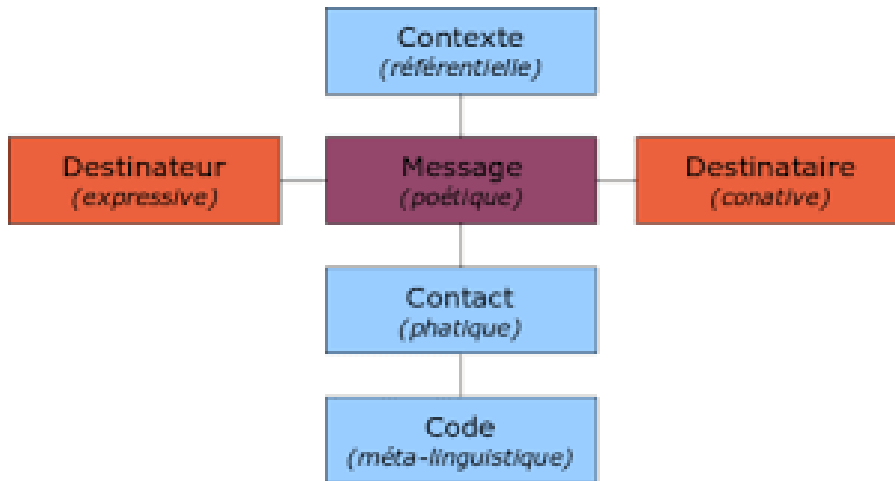 Contexte
(référentielle)
Destinateur
(expressive)
Message
(poétique)
Destinataire
(conative)
Contact
(phatique)
Code
(méta-linguistique)